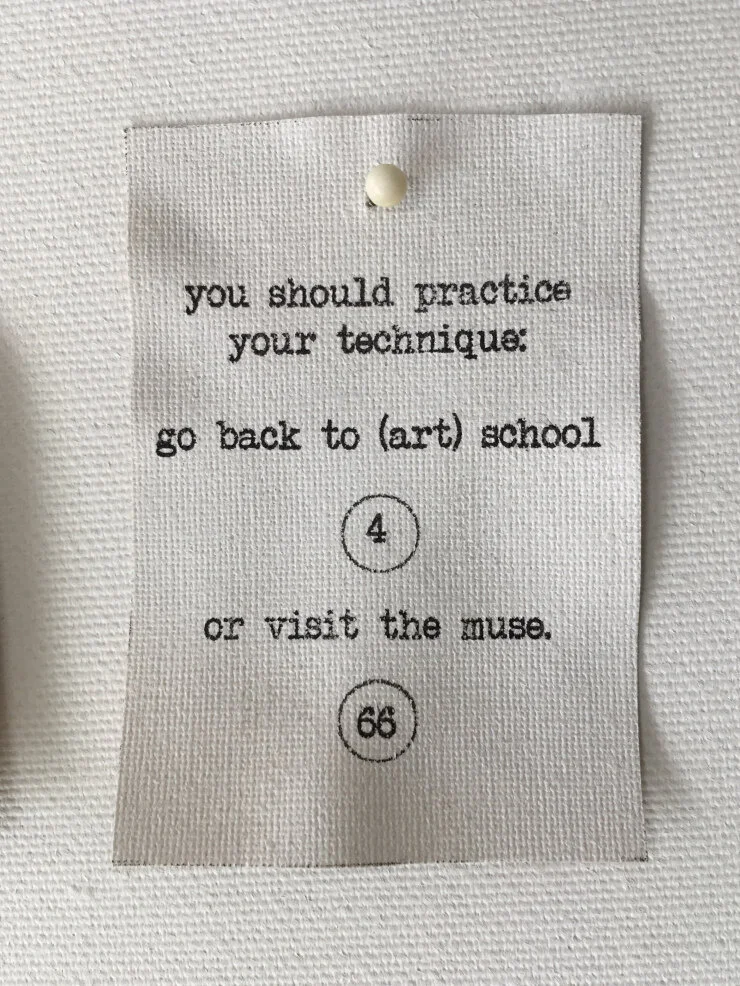 you should practice
your technique:
go back to (art) school
4
or visit the muse.
66